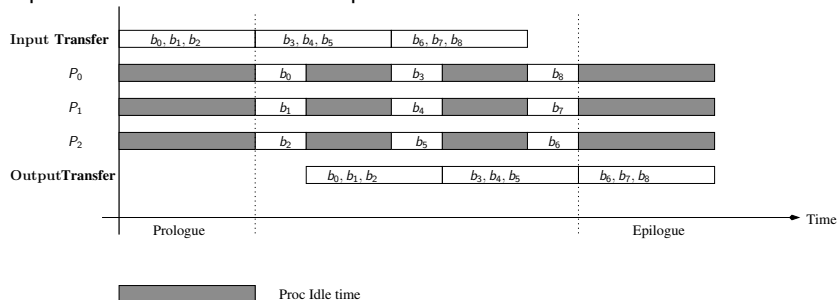 Input Transfer b0, b1, b2 b3, b4, b5 b6, b7, b8
P0 b0 b3 b8
P1 b1 b4 b7
P2 b2 b5 b6
OutputTransfer b0, b1, b2 b3, b4, b5 b6, b7, b8
Time
Prologue Epilogue
Proc Idle time